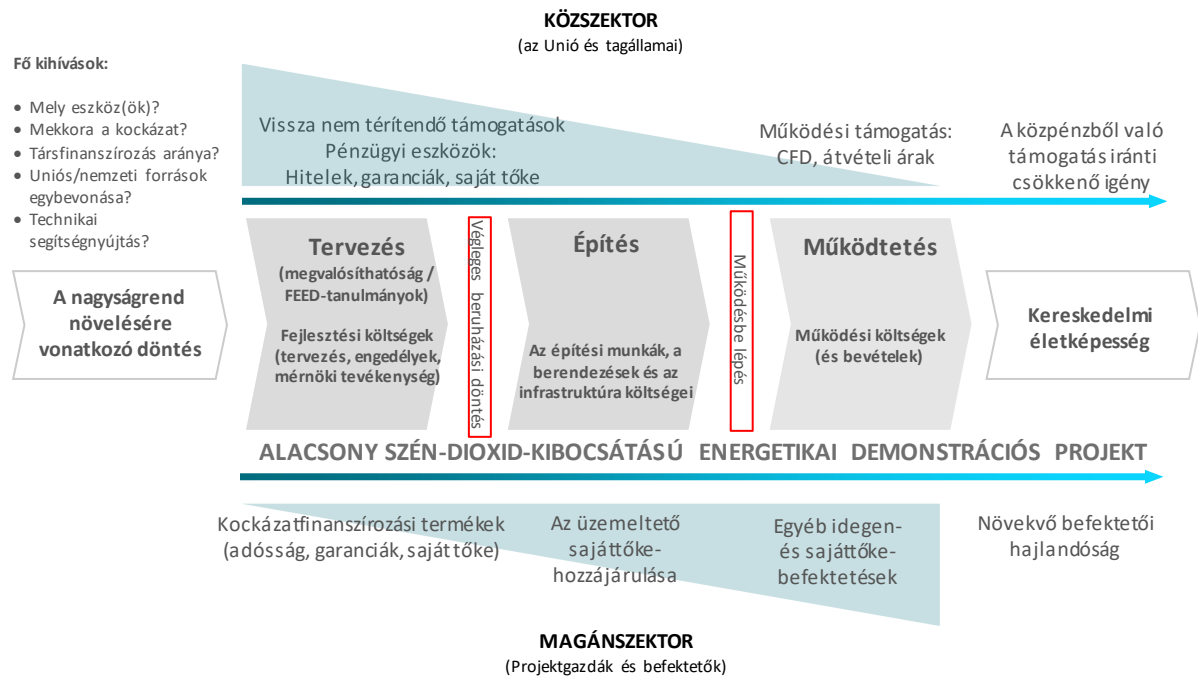 KÖZSZEKTOR
(az Unió és tagállamai)
Fő kihívások:
• Mely eszköz(ök)?
• Mekkora a kockázat?
• Társfinanszírozás aránya?
• Uniós/nemzeti források
egybevonása?
• Technikai
segítségnyújtás?
Vissza nem térítendő támogatások
Pénzügyi eszközök:
Hitelek, garanciák, saját tőke
Működési támogatás:
CFD, átvételi árak
A közpénzből való
támogatás iránti
csökkenő igény
A nagyságrend
növelésére
vonatkozó döntés
Tervezés
(megvalósíthatóság /
FEED-tanulmányok)
Fejlesztési költségek
(tervezés, engedélyek,
mérnöki tevékenység)
Végleges beruházási döntés
Építés
Az építési munkák, a
berendezések és az
infrastruktúra költségei
Működésbe lépés
Működtetés
Működési költségek
(és bevételek)
Kereskedelmi
életképesség
ALACSONY SZÉN-DIOXID-KIBOCSÁTÁSÚ ENERGETIKAI DEMONSTRÁCIÓS PROJEKT
Kockázatfinanszírozási termékek
(adósság, garanciák, saját tőke)
Az üzemeltető
sajáttőke-
hozzájárulása
Egyéb idegen-
és sajáttőke-
befektetések
Növekvő befektetői
hajlandóság
MAGÁNSZEKTOR
(Projektgazdák és befektetők)